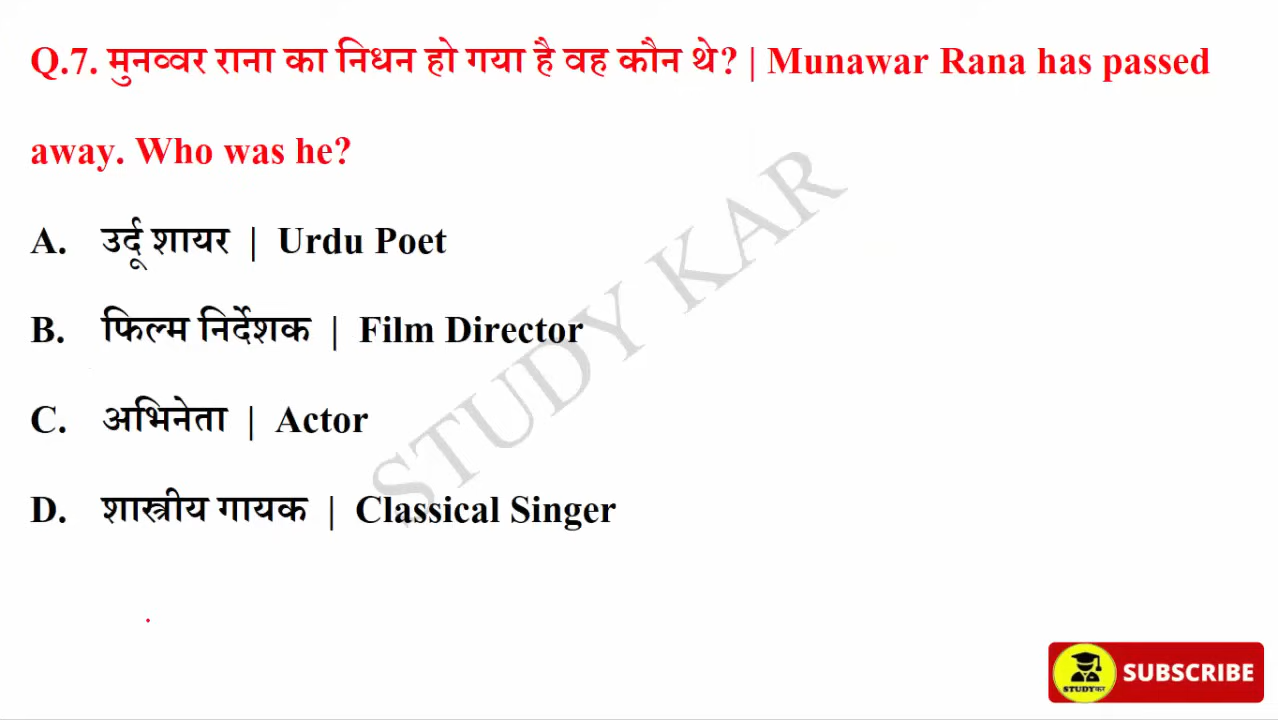 Q.7. मुनव्वर राना का निधन हो गया है वह कौन थे? | Munawar Rana has passed
away. Who was he?
A. उर्दू शायर | Urdu Poet
B. फिल्म निर्देशक | Film Director
C. अभिनेता | Actor
D. शास्त्रीय गायक | Classical Singer
STUDY KAR
STUDYकर
SUBSCRIBE